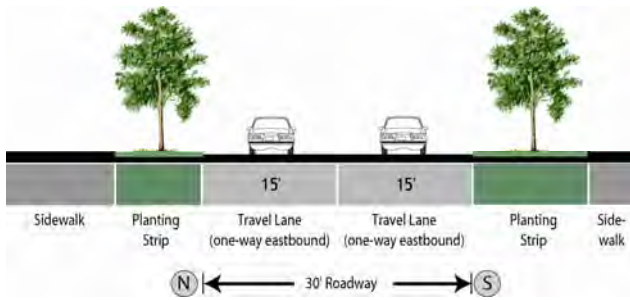 15' 15'
Sidewalk Planting Travel Lane Travel Lane Planting Side-
Strip (one-way eastbound) (one-way eastbound) Strip walk
N 30' Roadway S